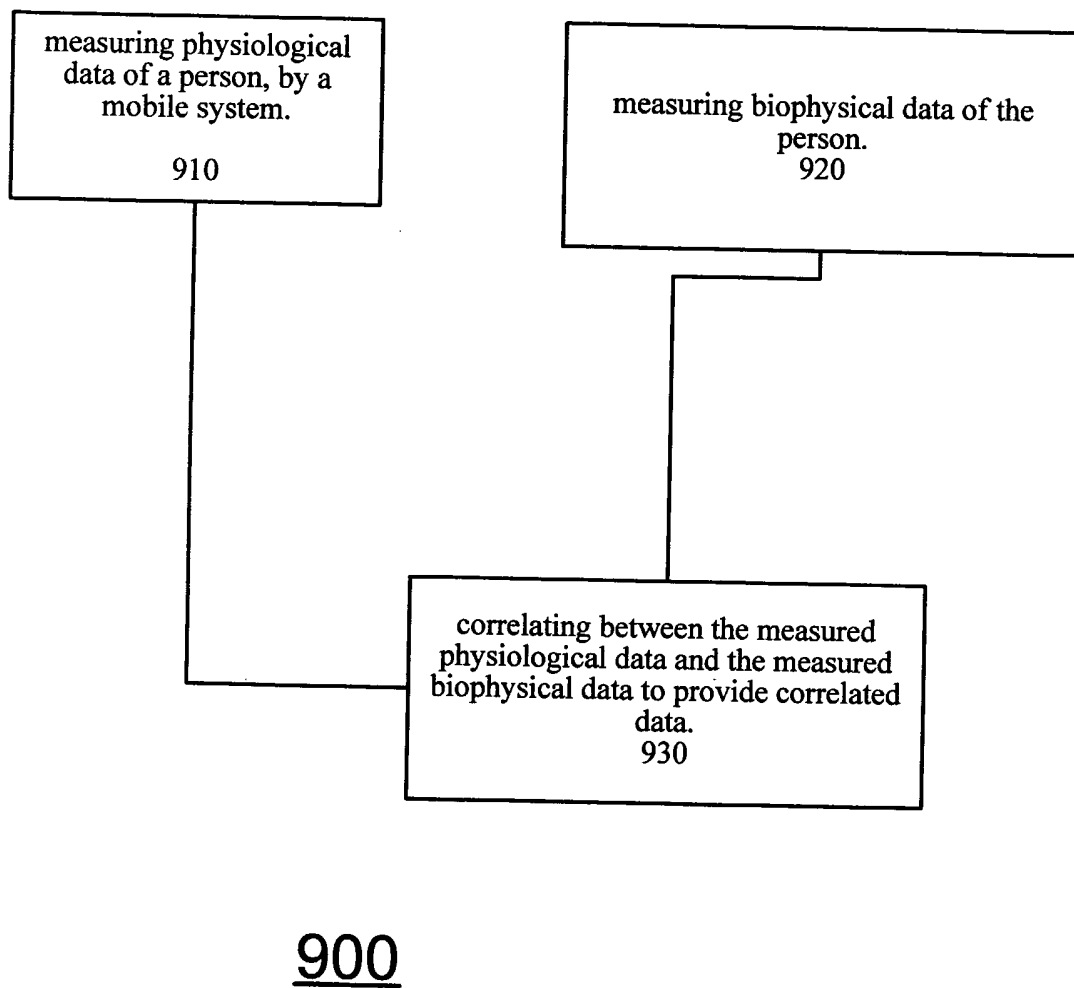 measuring physiological
data of a person, by a
mobile system.
910
measuring biophysical data of the
person.
920
correlating between the measured
physiological data and the measured
biophysical data to provide correlated
data.
930
900